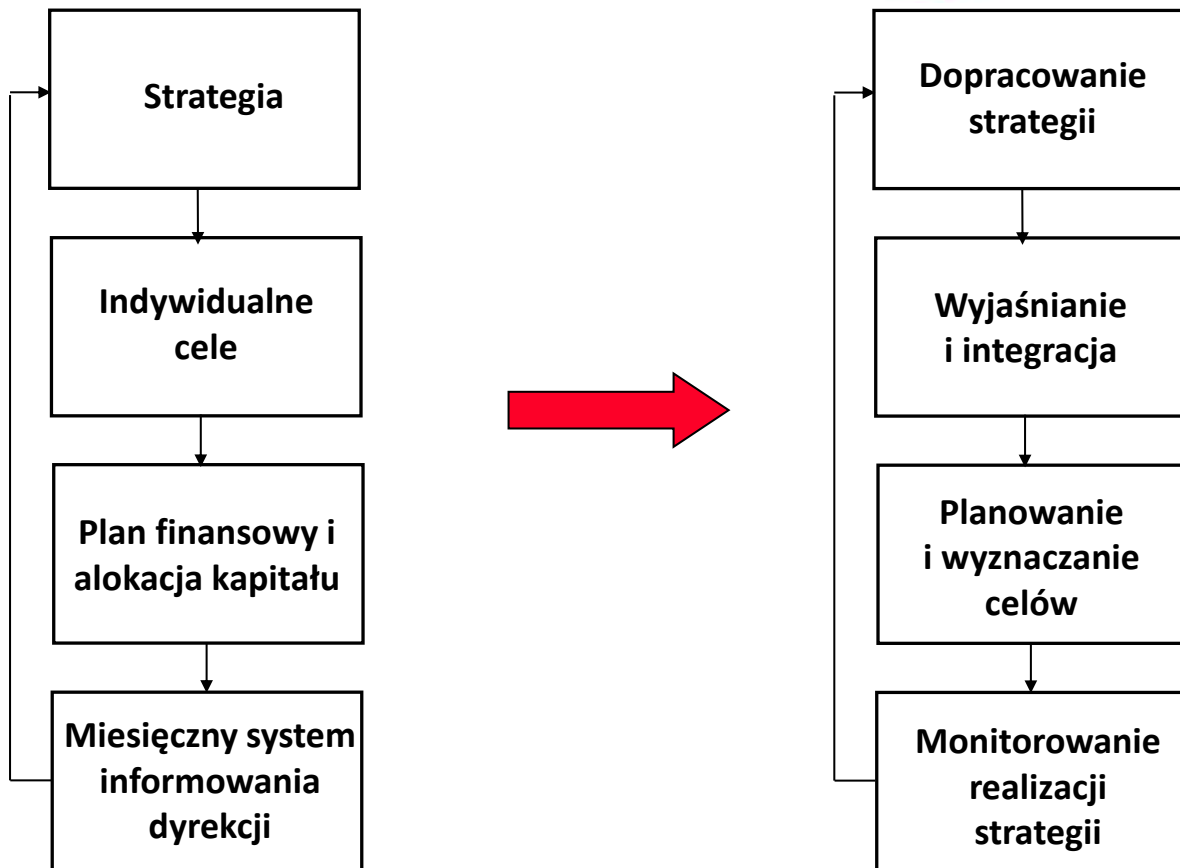 Strategia
Indywidualne
cele
Plan finansowy i
alokacja kapitału
Miesięczny system
informowania
dyrekcji
Dopracowanie
strategii
Wyjaśnianie
i integracja
Planowanie
i wyznaczanie
celów
Monitorowanie
realizacji
strategii